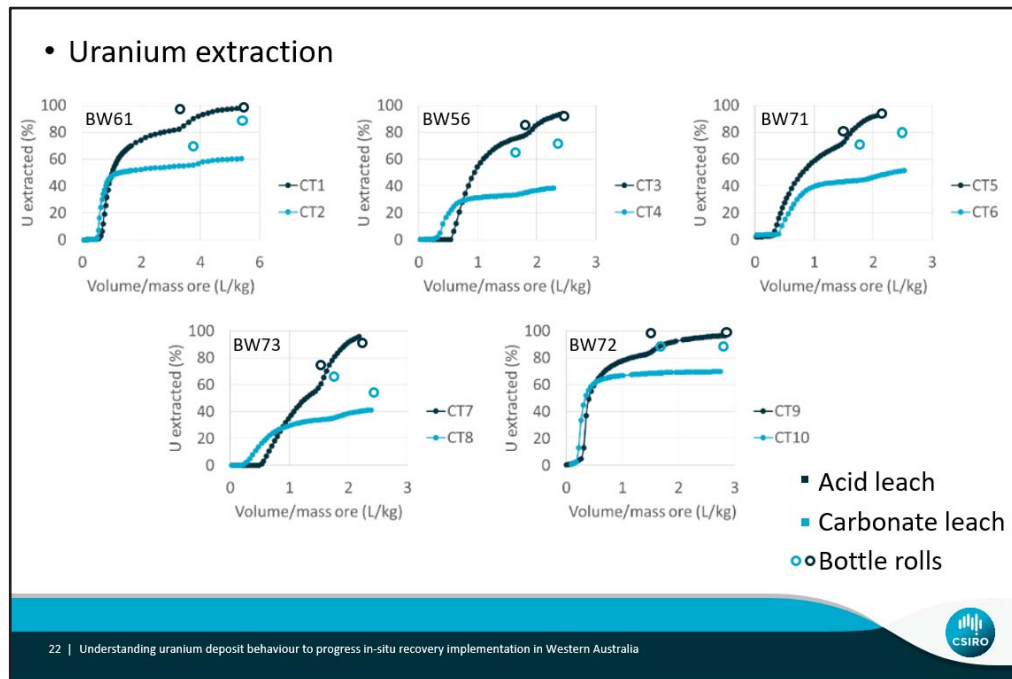 • Uranium extraction
BW61
U extracted (%)
100
80
60
40
20
0
0 2 4 6
Volume/mass ore (L/kg)
CT1
CT2
BW56
U extracted (%)
100
80
60
40
20
0
0 1 2 3
Volume/mass ore (L/kg)
CT3
CT4
BW71
U extracted (%)
100
80
60
40
20
0
0 1 2 3
Volume/mass ore (L/kg)
CT5
CT6
BW73
U extracted (%)
100
80
60
40
20
0
0 1 2 3
Volume/mass ore (L/kg)
CT7
CT8
BW72
U extracted (%)
100
80
60
40
20
0
0 1 2 3
Volume/mass ore (L/kg)
CT9
CT10
Acid leach
Carbonate leach
Bottle rolls
22 | Understanding uranium deposit behaviour to progress in-situ recovery implementation in Western Australia
CSIRO